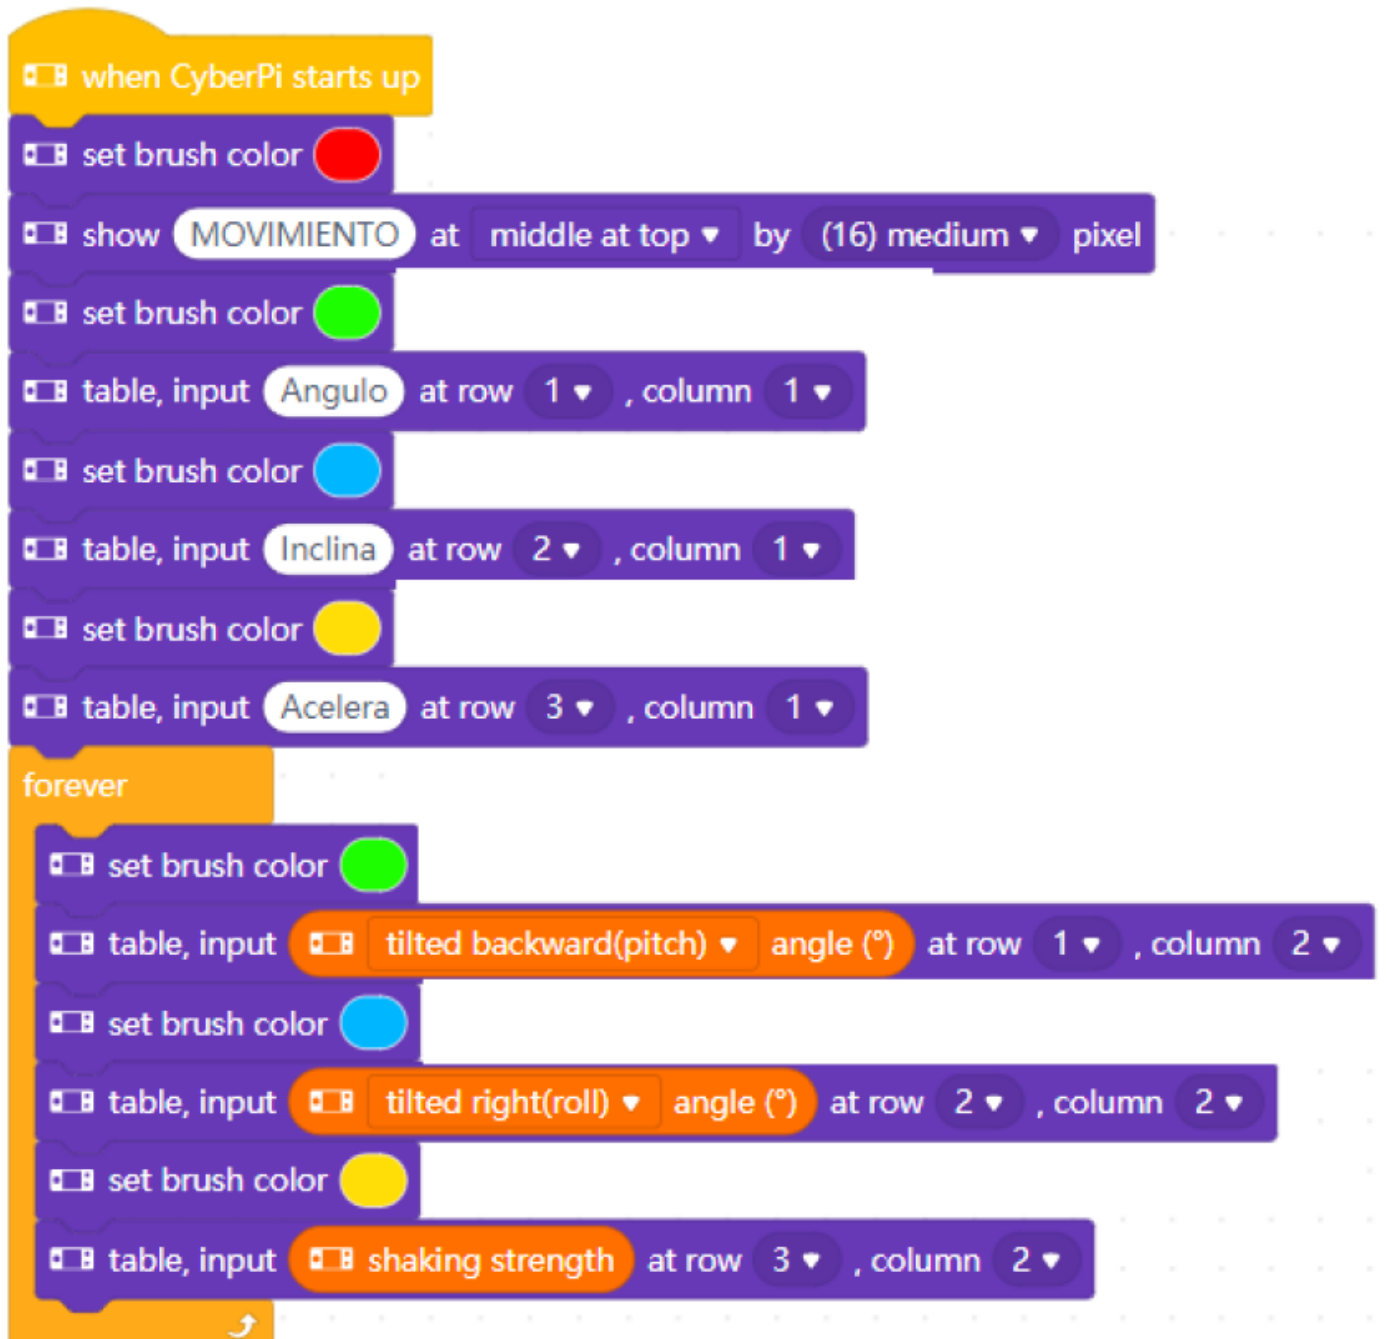 when CyberPi starts up
set brush color
show MOVIMIENTO at middle at top by (16) medium pixel
set brush color
table, input Angulo at row 1 , column 1
set brush color
table, input Inclina at row 2 , column 1
set brush color
table, input Acelera at row 3 , column 1
forever
set brush color
table, input tilted backward(pitch) angle (°) at row 1 , column 2
set brush color
table, input tilted right(roll) angle (°) at row 2 , column 2
set brush color
table, input shaking strength at row 3 , column 2